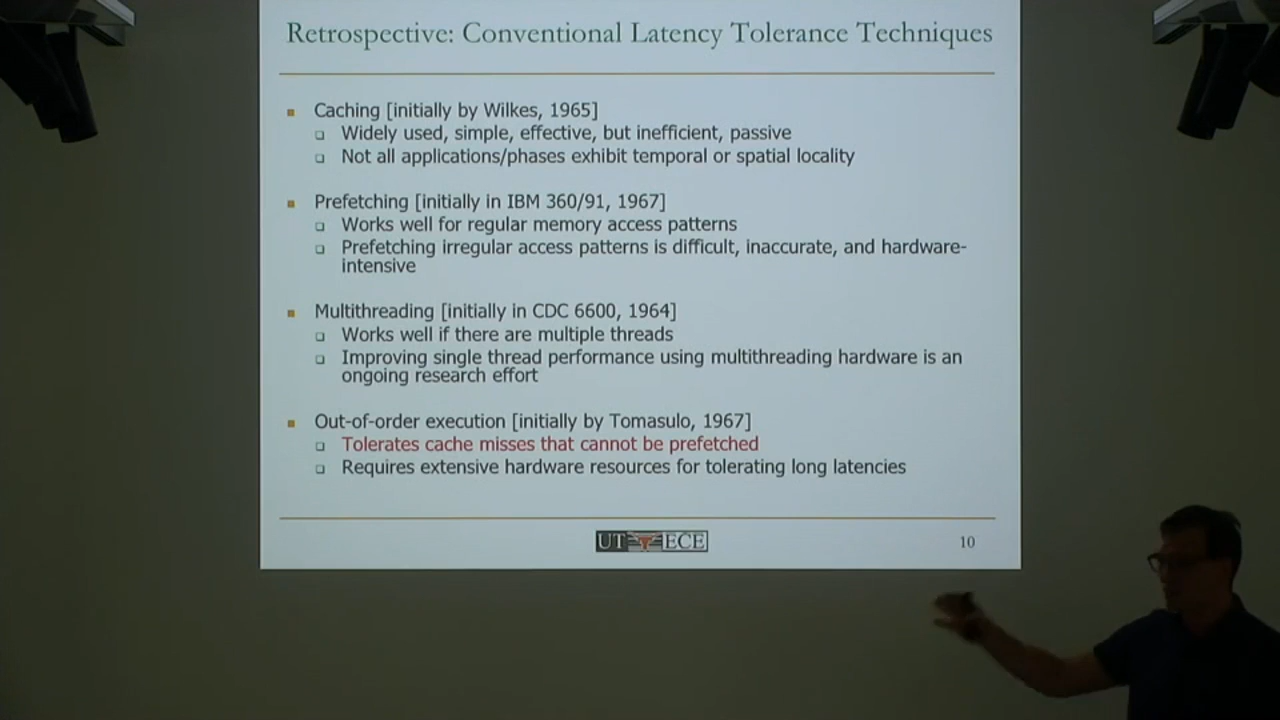 Retrospective: Conventional Latency Tolerance Techniques
Caching [initially by Wilkes, 1965]
Widely used, simple, effective, but inefficient, passive
Not all applications/phases exhibit temporal or spatial locality
Prefetching [initially in IBM 360/91, 1967]
Works well for regular memory access patterns
Prefetching irregular access patterns is difficult, inaccurate, and hardware-
intensive
Multithreading [initially in CDC 6600, 1964]
Works well if there are multiple threads
Improving single thread performance using multithreading hardware is an
ongoing research effort
Out-of-order execution [initially by Tomasulo, 1967]
Tolerates cache misses that cannot be prefetched
Requires extensive hardware resources for tolerating long latencies
UT ECE
10